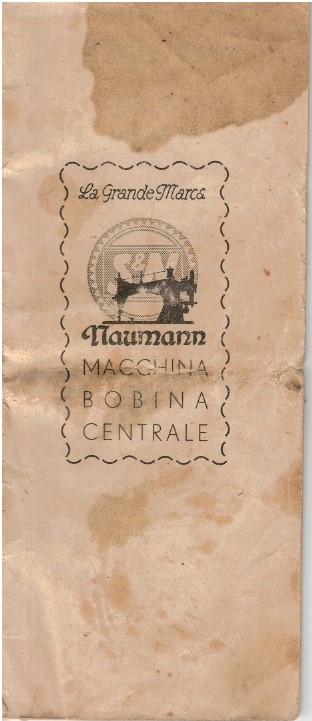 La Grande Marca
S&N
Naumann
MACCHINA
BOBINA
CENTRALE